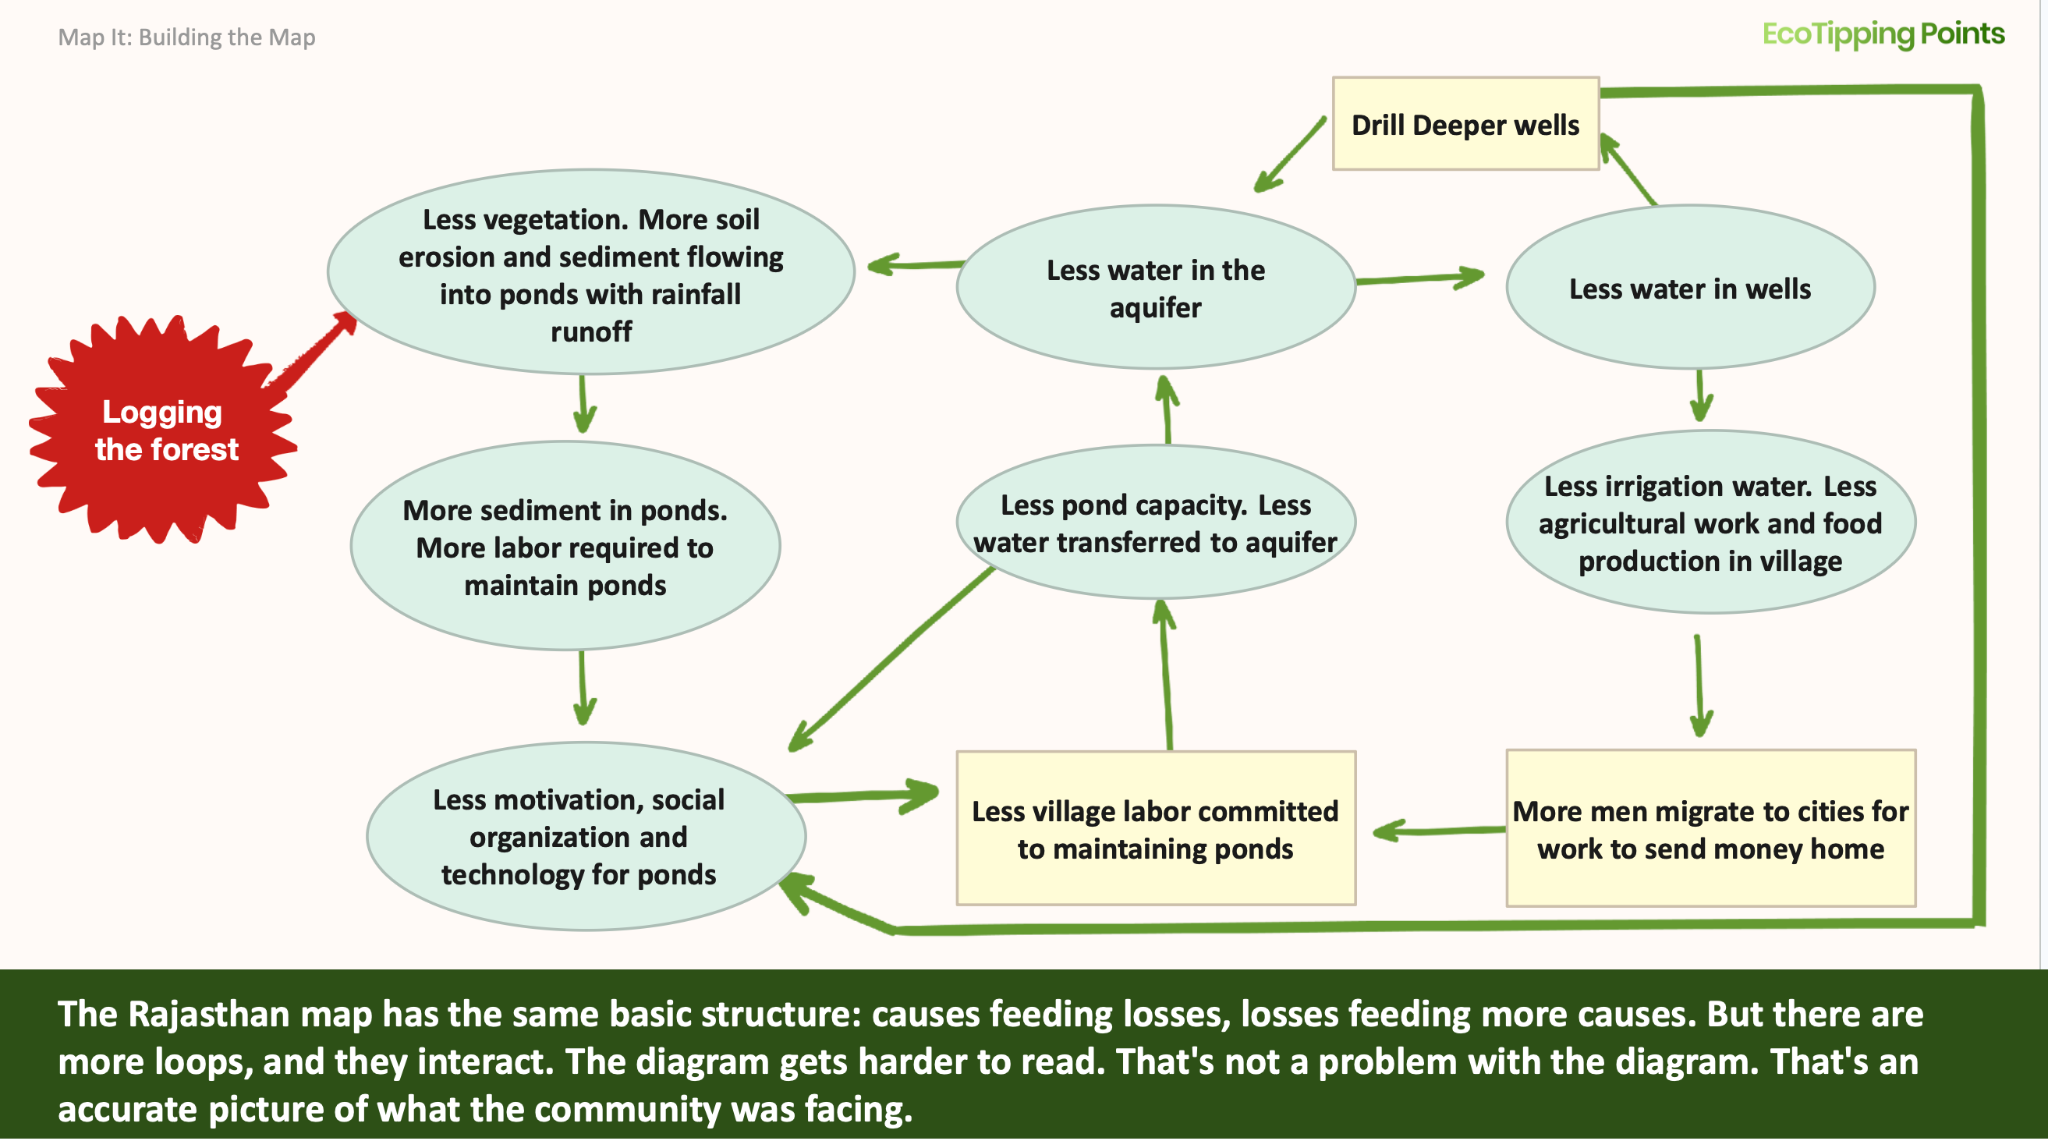 Map It: Building the Map
EcoTipping Points
Drill Deeper wells
Less vegetation. More soil
erosion and sediment flowing
into ponds with rainfall
runoff
Less water in the
aquifer
Less water in wells
Logging
the forest
More sediment in ponds.
More labor required to
maintain ponds
Less pond capacity. Less
water transferred to aquifer
Less irrigation water. Less
agricultural work and food
production in village
Less motivation, social
organization and
technology for ponds
Less village labor committed
to maintaining ponds
More men migrate to cities for
work to send money home
The Rajasthan map has the same basic structure: causes feeding losses, losses feeding more causes. But there are
more loops, and they interact. The diagram gets harder to read. That's not a problem with the diagram. That's an
accurate picture of what the community was facing.